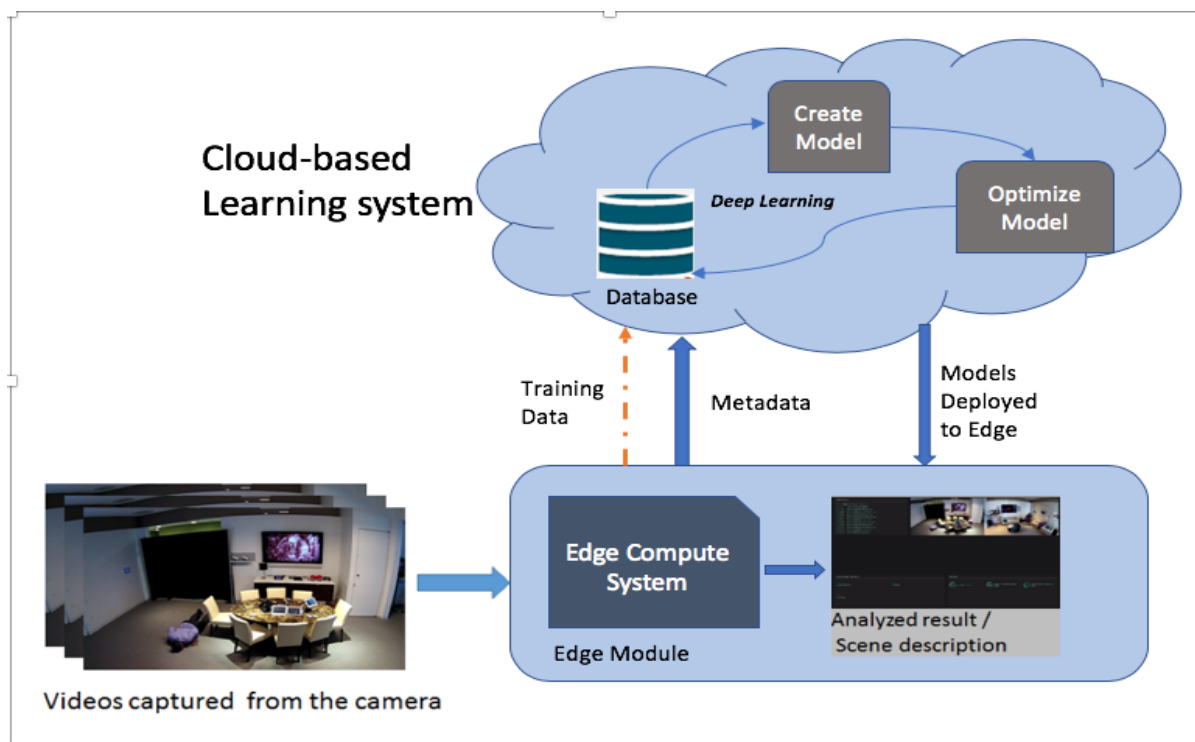 Cloud-based
Learning system
Create
Model
Optimize
Model
Deep Learning
Database
Training
Data
Metadata
Models
Deployed
to Edge
Edge Compute
System
Edge Module
Analyzed result /
Scene description
Videos captured from the camera